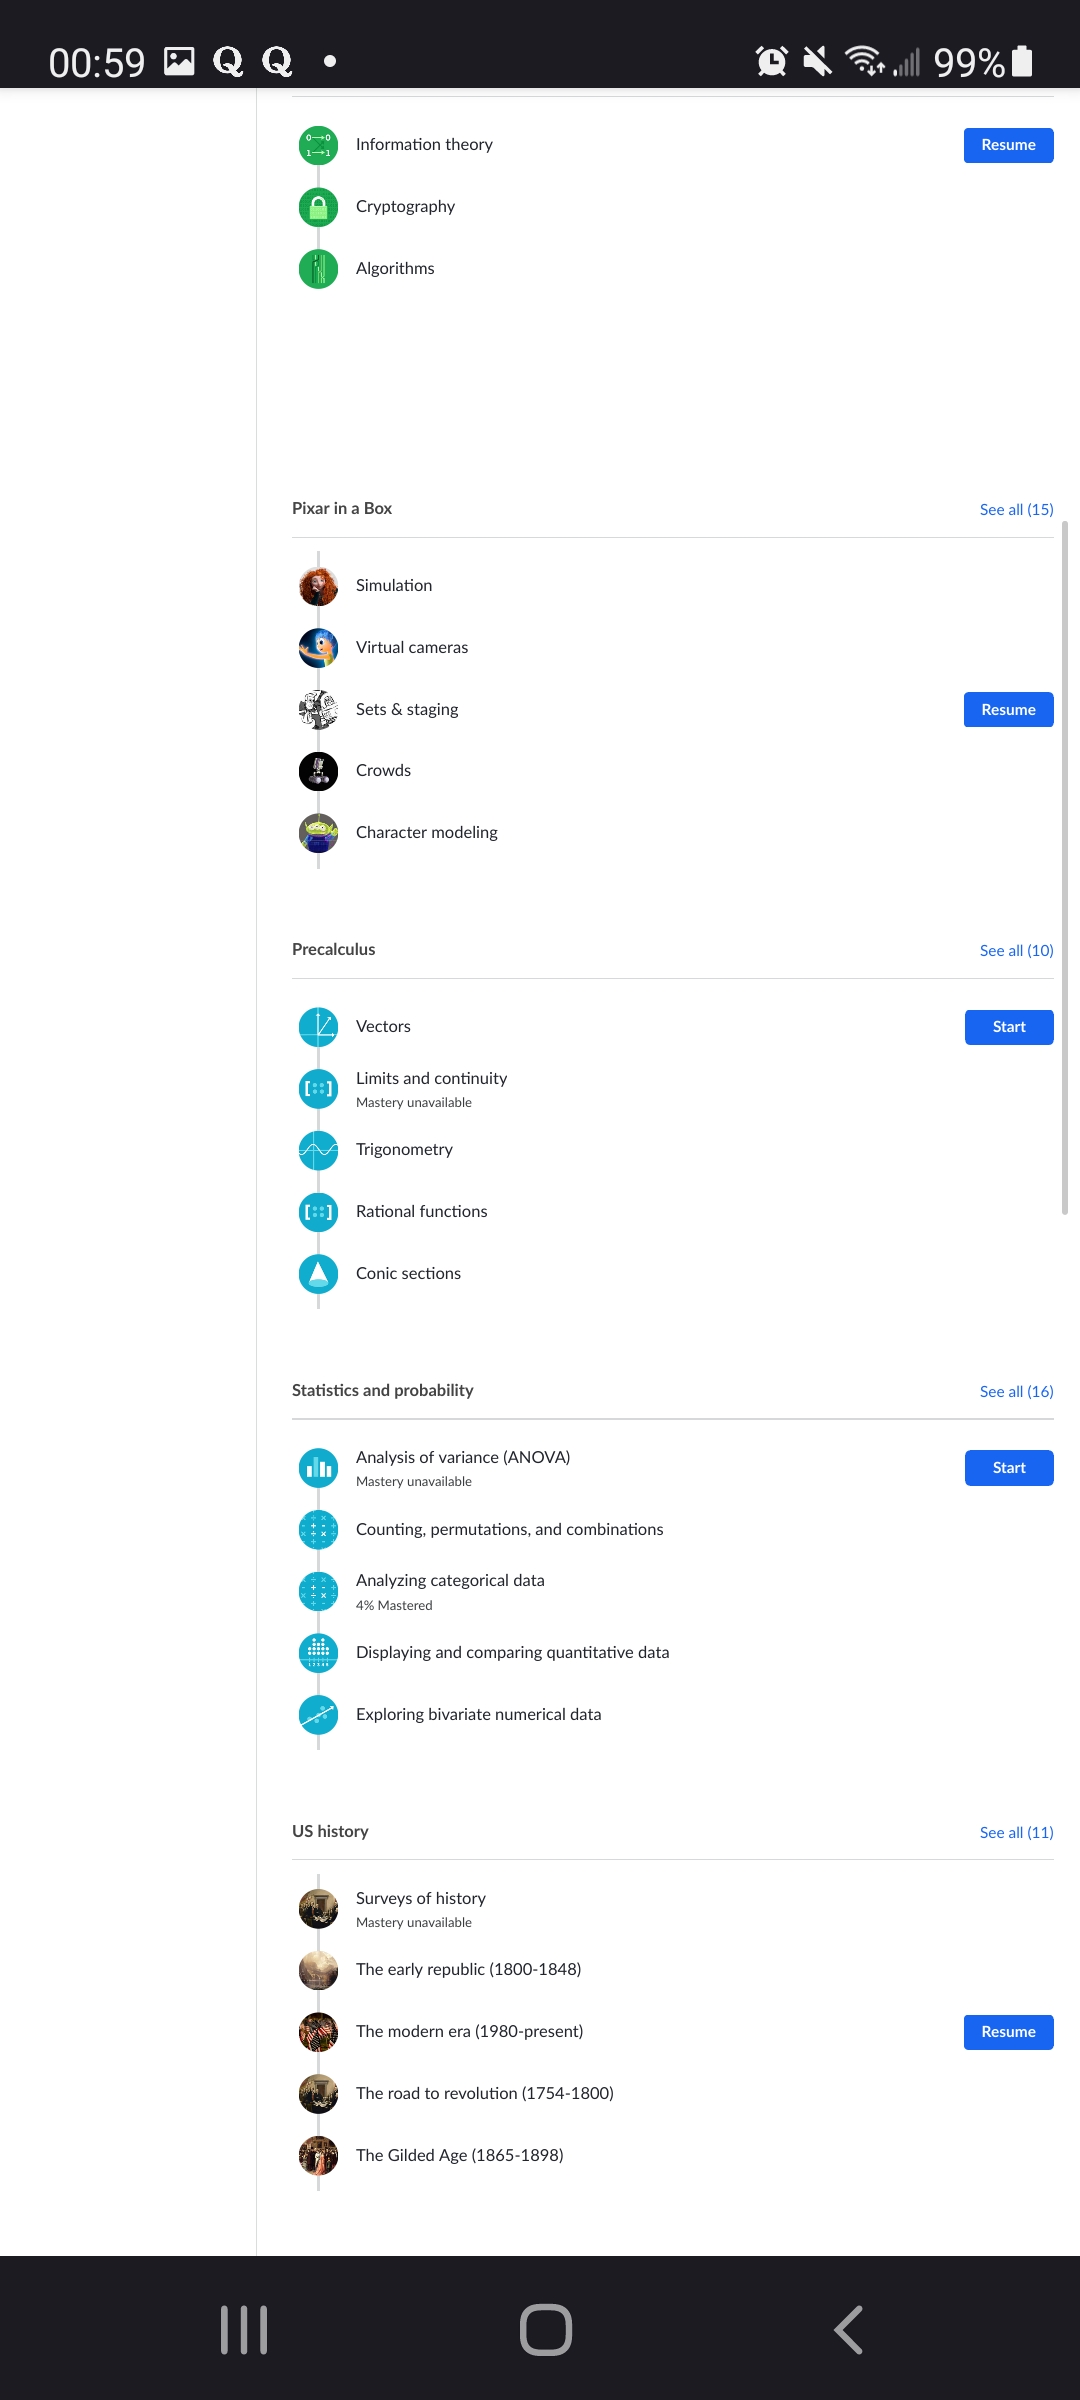 00:59 Q Q 99%
Information theory Resume
Cryptography
Algorithms
Pixar in a Box See all (15)
Simulation
Virtual cameras
Sets & staging Resume
Crowds
Character modeling
Precalculus See all (10)
Vectors Start
Limits and continuity
Mastery unavailable
Trigonometry
Rational functions
Conic sections
Statistics and probability See all (16)
Analysis of variance (ANOVA) Start
Mastery unavailable
Counting, permutations, and combinations
Analyzing categorical data
4% Mastered
Displaying and comparing quantitative data
Exploring bivariate numerical data
US history See all (11)
Surveys of history
Mastery unavailable
The early republic (1800-1848)
The modern era (1980-present) Resume
The road to revolution (1754-1800)
The Gilded Age (1865-1898)